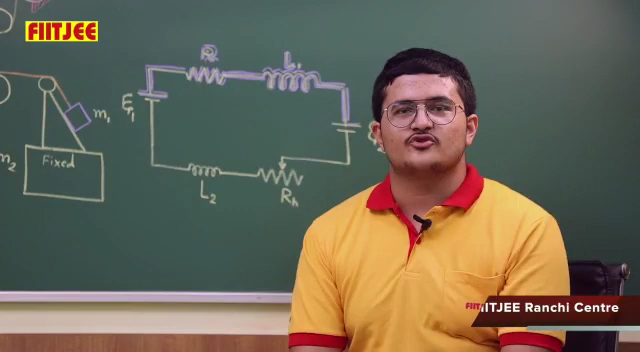 FIITJEE
R
L₁
E₁
m₁
Fixed
m₂
L₂
Rh
FIITJEE Ranchi Centre